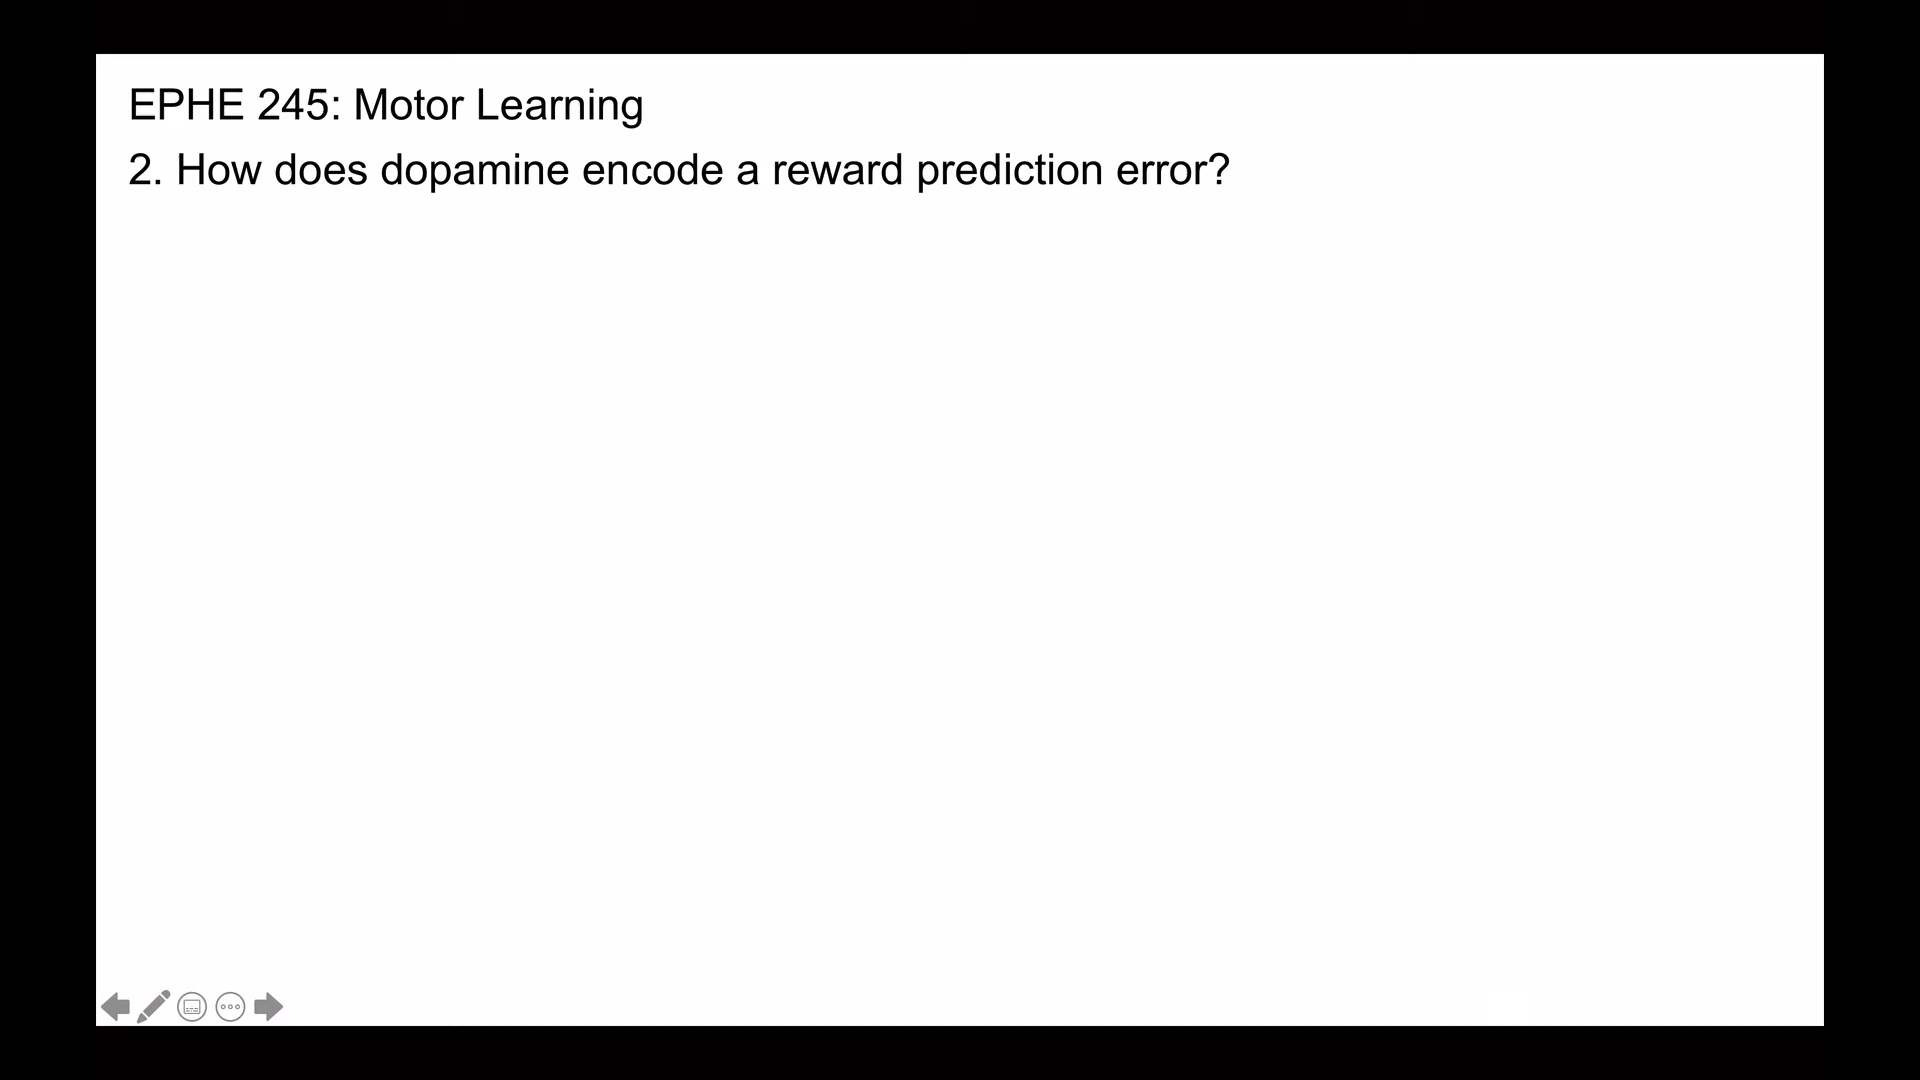 EPHE 245: Motor Learning
2. How does dopamine encode a reward prediction error?